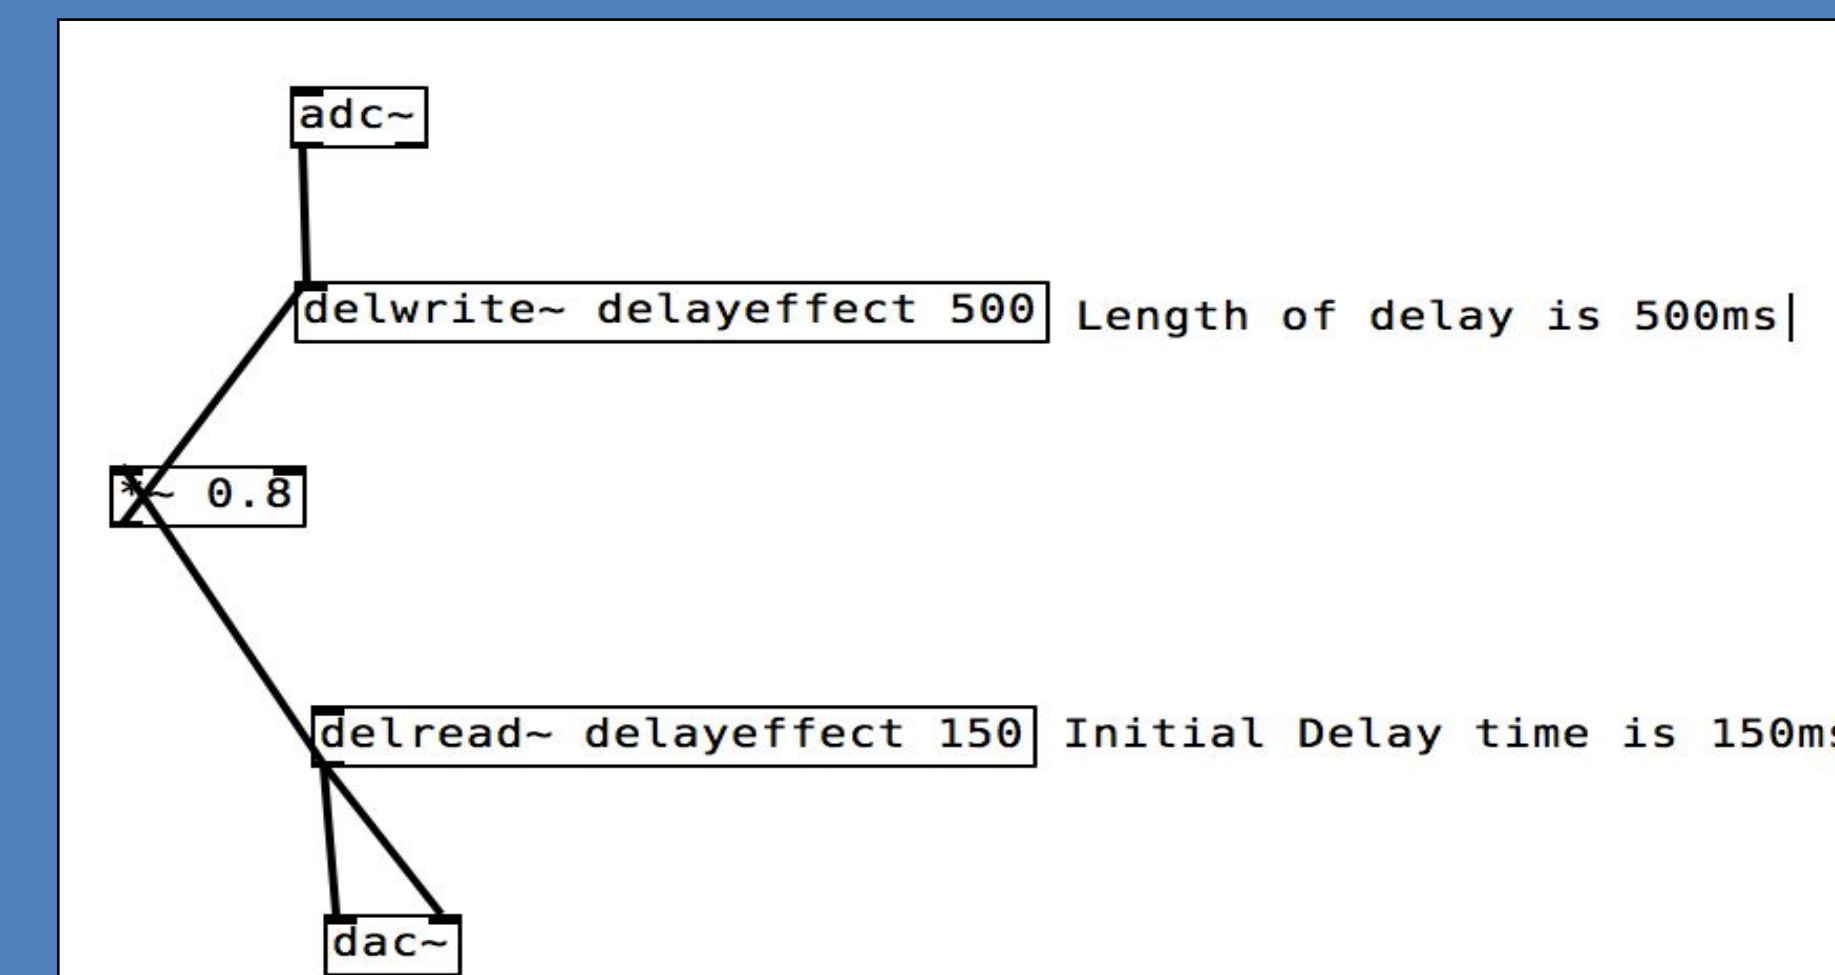 adc~
delwrite~ delayeffect 500 Length of delay is 500ms
*~ 0.8
delread~ delayeffect 150 Initial Delay time is 150ms
dac~